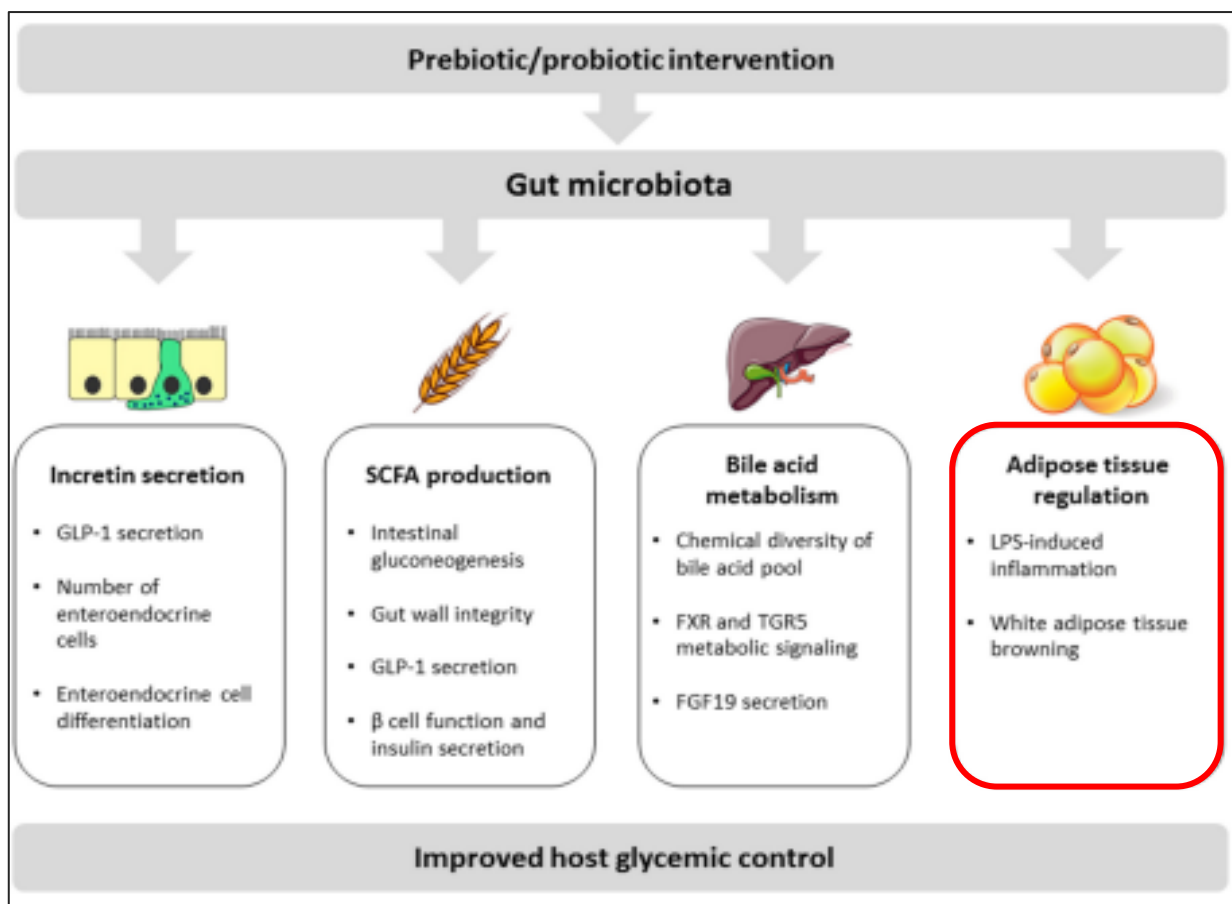 Prebiotic/probiotic intervention
Gut microbiota
Incretin secretion
• GLP-1 secretion
• Number of
enteroendocrine
cells
• Enteroendocrine cell
differentiation
SCFA production
• Intestinal
gluconeogenesis
• Gut wall integrity
• GLP-1 secretion
• β cell function and
insulin secretion
Bile acid
metabolism
• Chemical diversity of
bile acid pool
• FXR and TGR5
metabolic signaling
• FGF19 secretion
Adipose tissue
regulation
• LPS-induced
inflammation
• White adipose tissue
browning
Improved host glycemic control